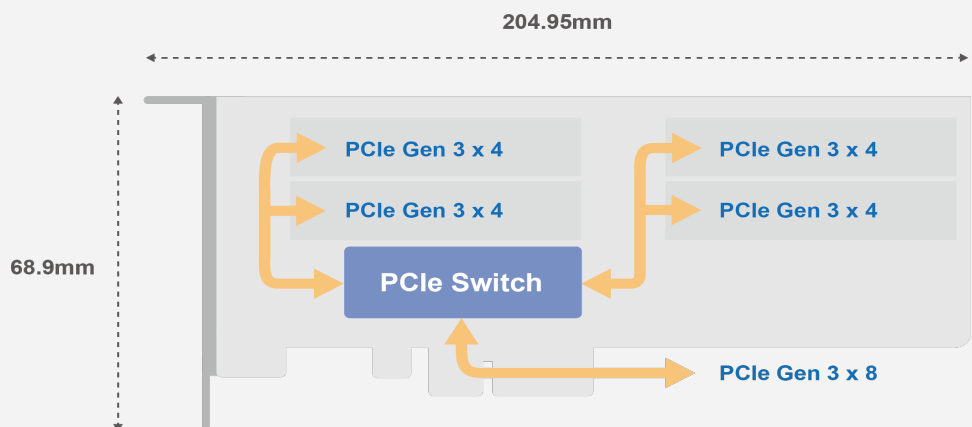 204.95mm
PCIe Gen 3 x 4
PCIe Gen 3 x 4
PCIe Gen 3 x 4
PCIe Gen 3 x 4
68.9mm
PCIe Switch
PCIe Gen 3 x 8